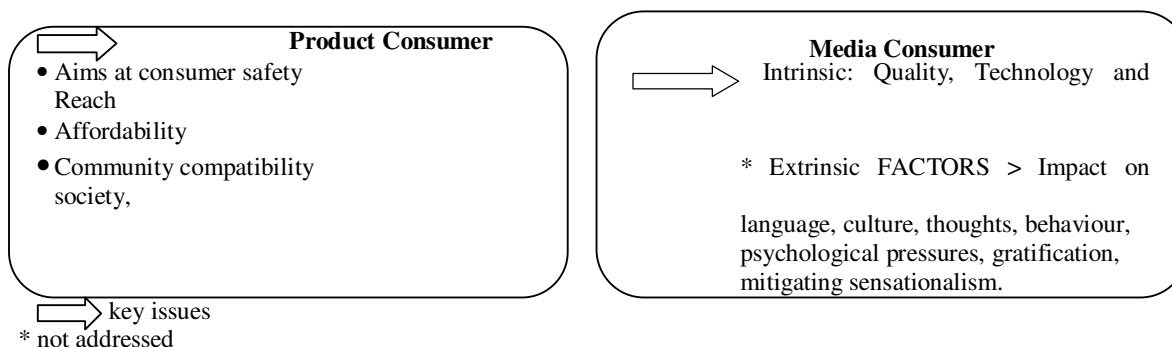 Product Consumer
• Aims at consumer safety
Reach
• Affordability
• Community compatibility
society,
Media Consumer
Intrinsic: Quality, Technology and
* Extrinsic FACTORS > Impact on
language, culture, thoughts, behaviour,
psychological pressures, gratification,
mitigating sensationalism.
key issues
* not addressed